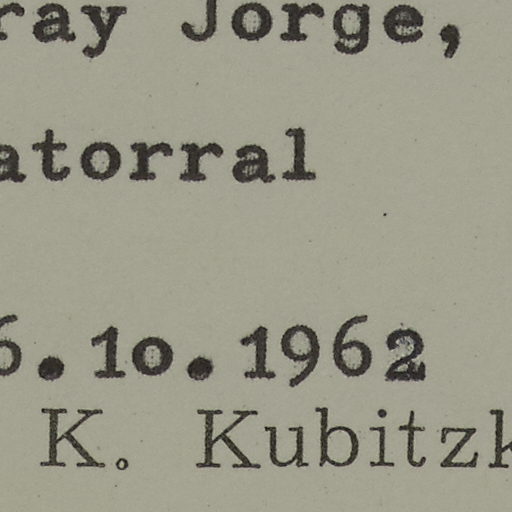 ray Jorge,
atorral
6.1o.1962
K. Kubitzk